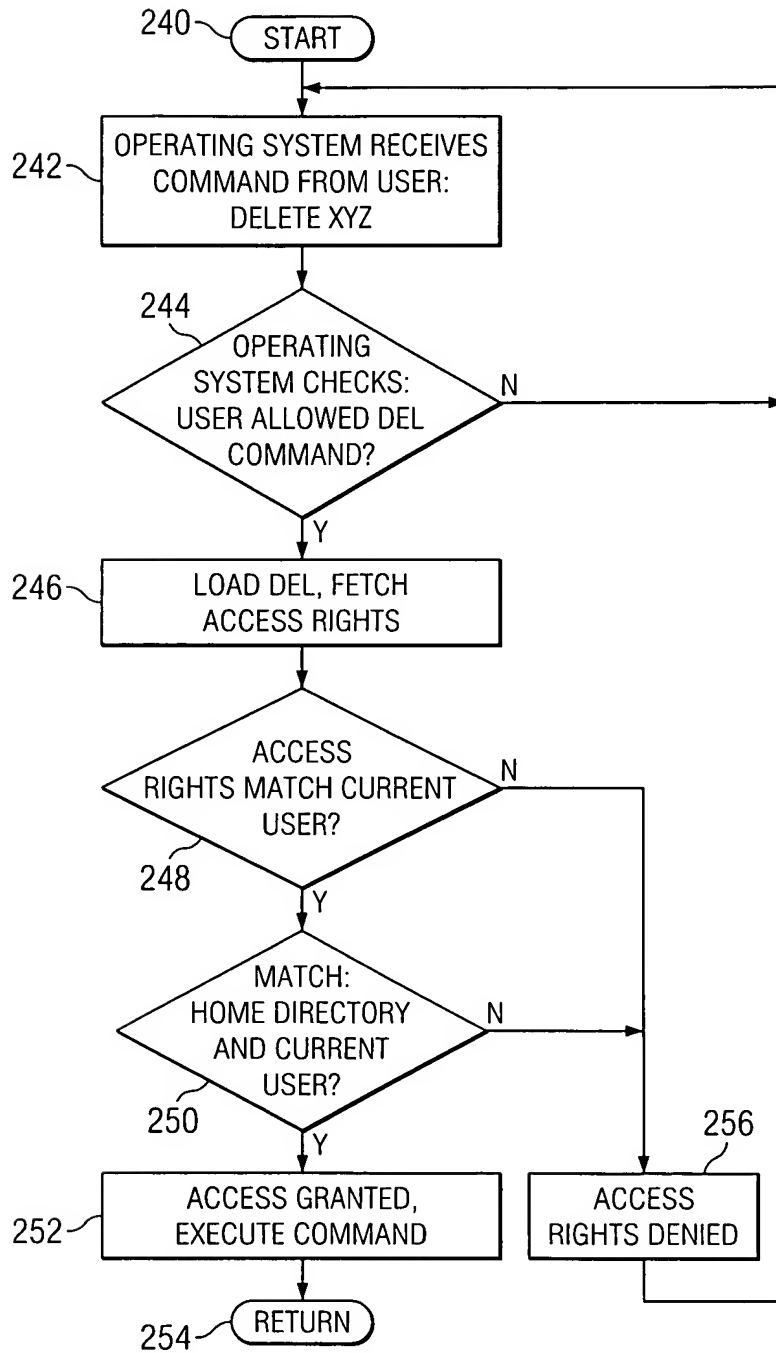 240
START
242
OPERATING SYSTEM RECEIVES
COMMAND FROM USER:
DELETE XYZ
244
OPERATING
SYSTEM CHECKS:
USER ALLOWED DEL
COMMAND?
N
Y
246
LOAD DEL, FETCH
ACCESS RIGHTS
ACCESS
RIGHTS MATCH CURRENT
USER?
N
248
Y
MATCH:
HOME DIRECTORY
AND CURRENT
USER?
N
250
Y
256
252
ACCESS GRANTED,
EXECUTE COMMAND
ACCESS
RIGHTS DENIED
254
RETURN